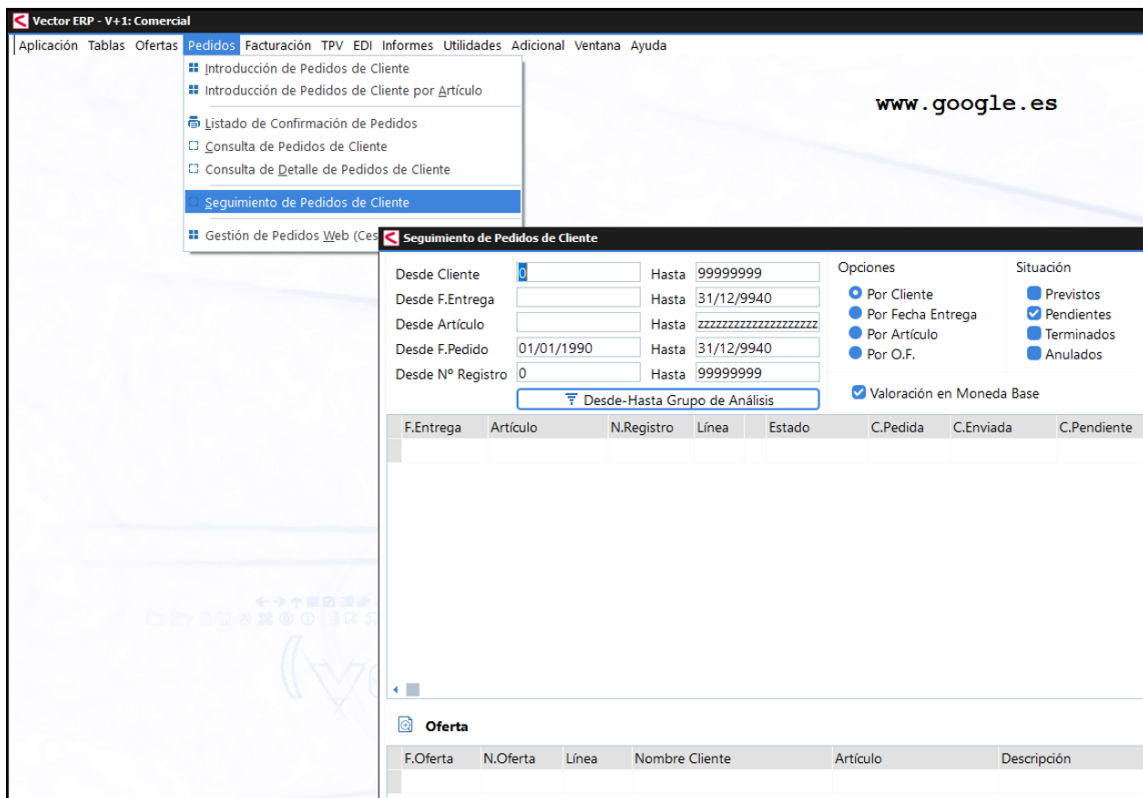 Vector ERP - V+1: Comercial
Aplicación Tablas Ofertas Pedidos Facturación TPV EDI Informes Utilidades Adicional Ventana Ayuda
Introducción de Pedidos de Cliente
Introducción de Pedidos de Cliente por Artículo
www.google.es
Listado de Confirmación de Pedidos
Consulta de Pedidos de Cliente
Consulta de Detalle de Pedidos de Cliente
Seguimiento de Pedidos de Cliente
Gestión de Pedidos Web (Ces
Seguimiento de Pedidos de Cliente
Desde Cliente 0 Hasta 99999999 Opciones Situación
Desde F.Entrega Hasta 31/12/9940 Por Cliente Previstos
Desde Artículo Hasta zzzzzzzzzzzzzzzzzzzz Por Fecha Entrega Pendientes
Desde F.Pedido 01/01/1990 Hasta 31/12/9940 Por Artículo Terminados
Desde Nº Registro 0 Hasta 99999999 Por O.F. Anulados
Desde-Hasta Grupo de Análisis Valoración en Moneda Base
F.Entrega Artículo N.Registro Línea Estado C.Pedida C.Enviada C.Pendiente
Oferta
F.Oferta N.Oferta Línea Nombre Cliente Artículo Descripción